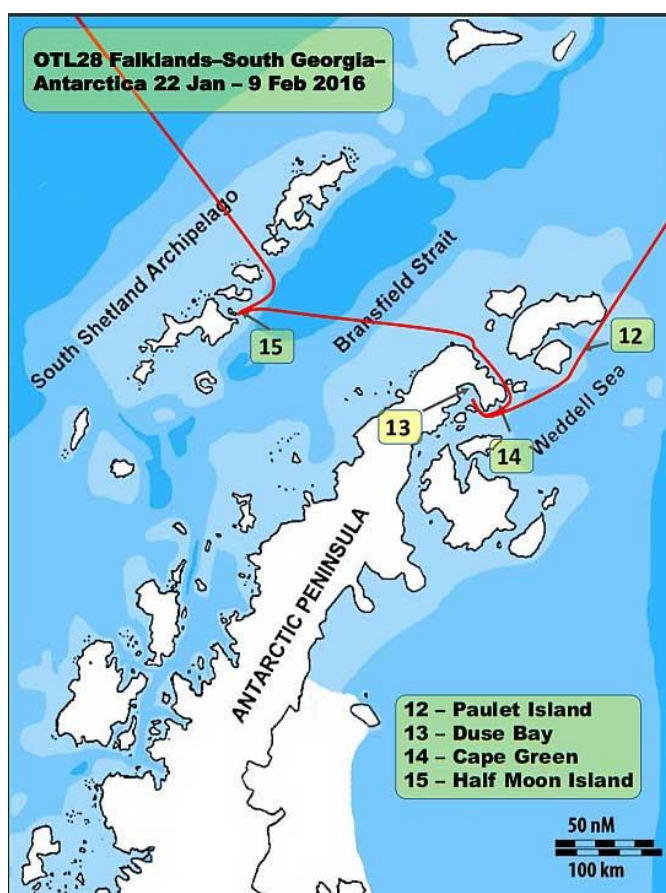 OTL28 Falklands–South Georgia–
Antarctica 22 Jan – 9 Feb 2016
South Shetland Archipelago
Bransfield Strait
12
15
Weddell Sea
13
14
ANTARCTIC PENINSULA
12 – Paulet Island
13 – Duse Bay
14 – Cape Green
15 – Half Moon Island
50 nM
100 km